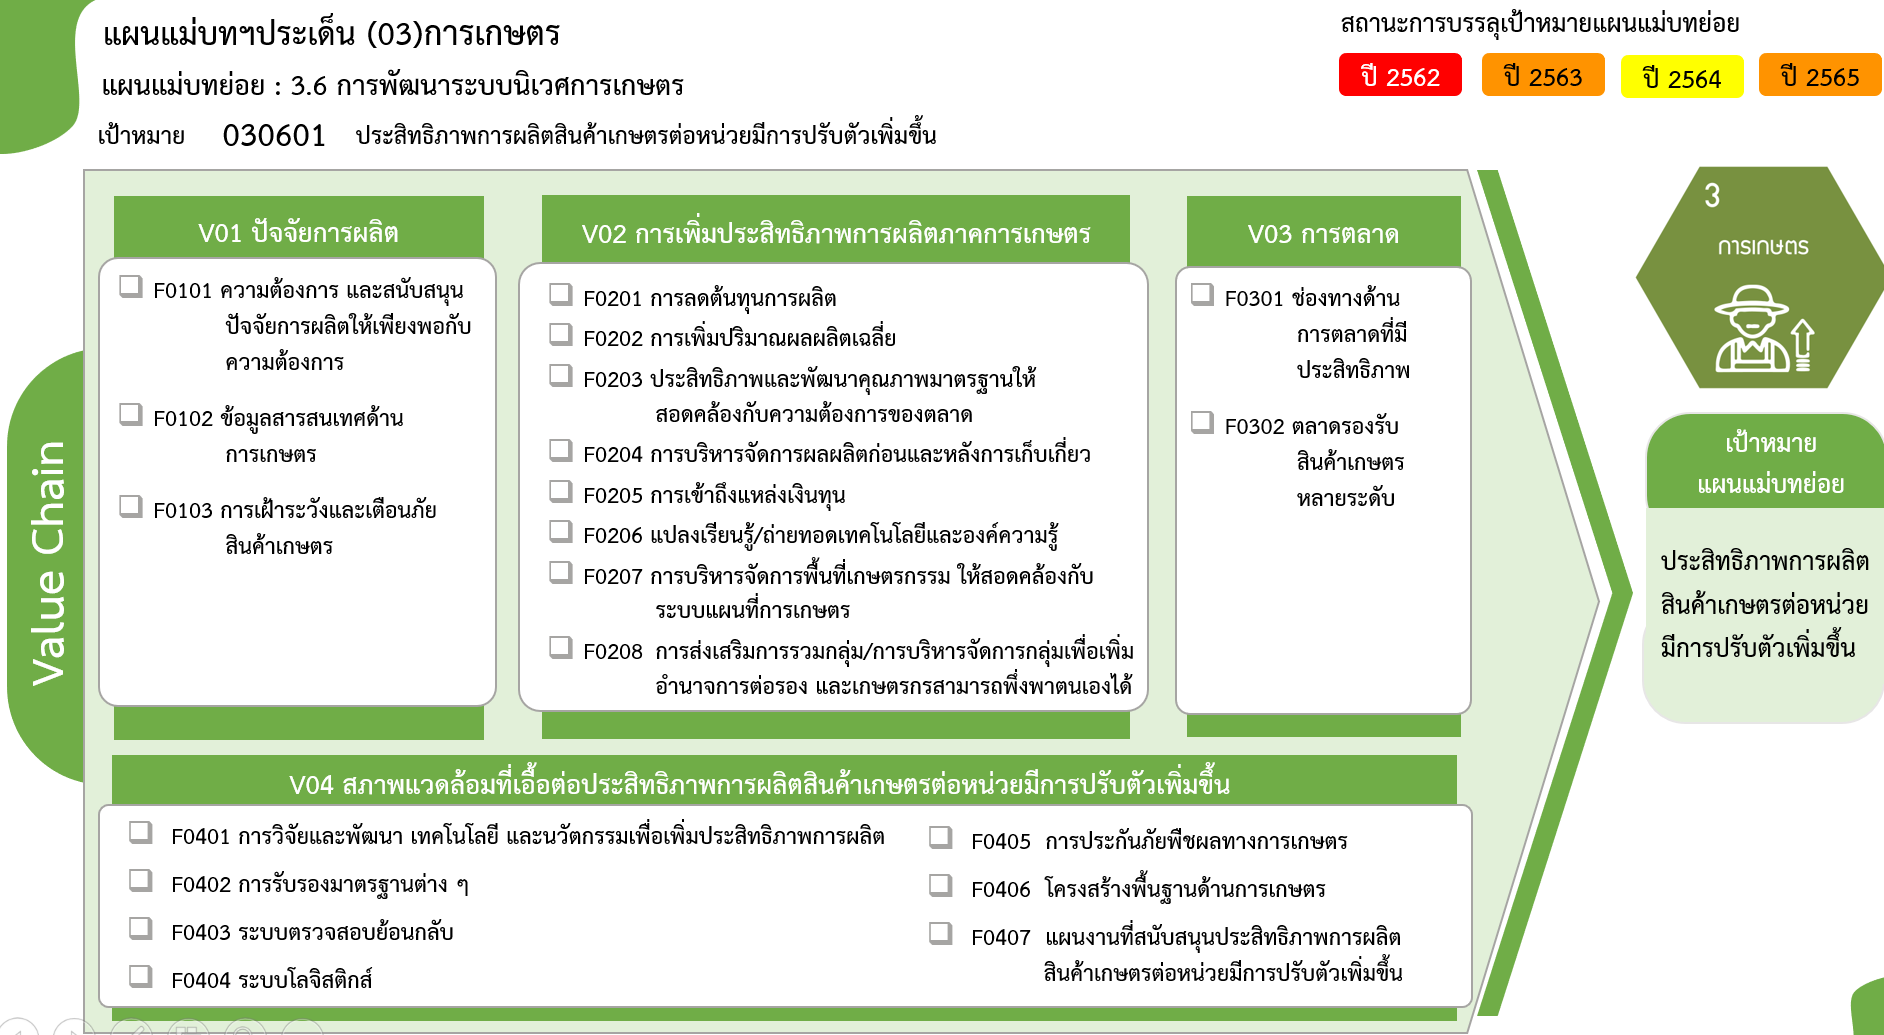 แผนแม่บทฯประเด็น (03)การเกษตร
สถานะการบรรลุเป้าหมายแผนแม่บทย่อย
แผนแม่บทย่อย : 3.6 การพัฒนาระบบนิเวศการเกษตร
ปี 2562
ปี 2563
ปี 2564
ปี 2565
เป้าหมาย 030601 ประสิทธิภาพการผลิตสินค้าเกษตรต่อหน่วยมีการปรับตัวเพิ่มขึ้น
Value Chain
V01 ปัจจัยการผลิต
F0101 ความต้องการ และสนับสนุน
ปัจจัยการผลิตให้เพียงพอกับ
ความต้องการ
F0102 ข้อมูลสารสนเทศด้าน
การเกษตร
F0103 การเฝ้าระวังและเตือนภัย
สินค้าเกษตร
V02 การเพิ่มประสิทธิภาพการผลิตภาคการเกษตร
F0201 การลดต้นทุนการผลิต
F0202 การเพิ่มปริมาณผลผลิตเฉลี่ย
F0203 ประสิทธิภาพและพัฒนาคุณภาพมาตรฐานให้
สอดคล้องกับความต้องการของตลาด
F0204 การบริหารจัดการผลผลิตก่อนและหลังการเก็บเกี่ยว
F0205 การเข้าถึงแหล่งเงินทุน
F0206 แปลงเรียนรู้/ถ่ายทอดเทคโนโลยีและองค์ความรู้
F0207 การบริหารจัดการพื้นที่เกษตรกรรม ให้สอดคล้องกับ
ระบบแผนที่การเกษตร
F0208 การส่งเสริมการรวมกลุ่ม/การบริหารจัดการกลุ่มเพื่อเพิ่ม
อำนาจการต่อรอง และเกษตรกรสามารถพึ่งพาตนเองได้
V03 การตลาด
F0301 ช่องทางด้าน
การตลาดที่มี
ประสิทธิภาพ
F0302 ตลาดรองรับ
สินค้าเกษตร
หลายระดับ
V04 สภาพแวดล้อมที่เอื้อต่อประสิทธิภาพการผลิตสินค้าเกษตรต่อหน่วยมีการปรับตัวเพิ่มขึ้น
F0401 การวิจัยและพัฒนา เทคโนโลยี และนวัตกรรมเพื่อเพิ่มประสิทธิภาพการผลิต
F0402 การรับรองมาตรฐานต่าง ๆ
F0403 ระบบตรวจสอบย้อนกลับ
F0404 ระบบโลจิสติกส์
F0405 การประกันภัยพืชผลทางการเกษตร
F0406 โครงสร้างพื้นฐานด้านการเกษตร
F0407 แผนงานที่สนับสนุนประสิทธิภาพการผลิต
สินค้าเกษตรต่อหน่วยมีการปรับตัวเพิ่มขึ้น
3
การเกษตร
เป้าหมาย
แผนแม่บทย่อย
ประสิทธิภาพการผลิต
สินค้าเกษตรต่อหน่วย
มีการปรับตัวเพิ่มขึ้น